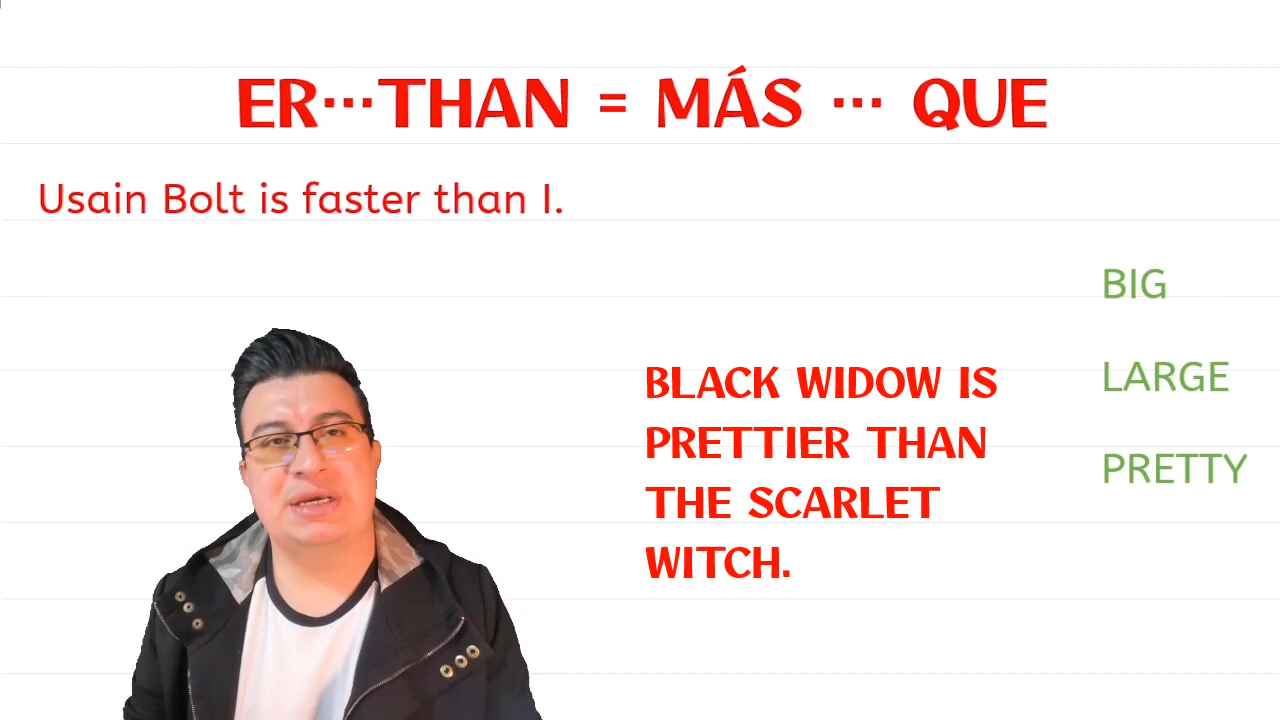 ER...THAN = MÁS ... QUE
Usain Bolt is faster than I.
BLACK WIDOW IS
PRETTIER THAN
THE SCARLET
WITCH.
BIG
LARGE
PRETTY